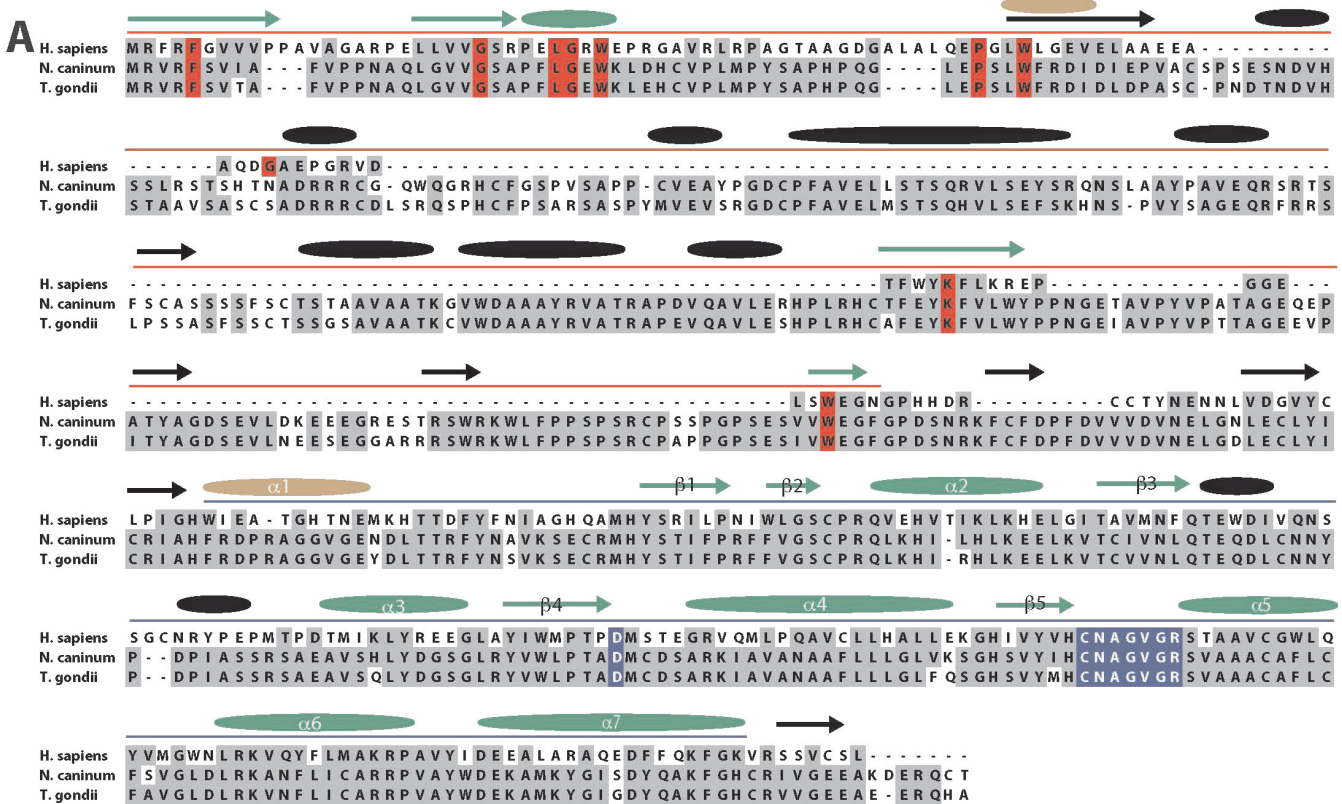 A
H. sapiens MRFRFGVVVPPAVAGARPELLVVGSRPELGRWEPRGAVRLRPAGTAAGDGALALQEPGLWLGEVELAAEEA---------
N. caninum MRVRFSVIA---FVPPNAQLGVVGSAPFLGEWKLDHCVPLMPYSAPHPQG----LEPSLWFRDIDIEPVACSPSESNDVH
T. gondii MRVRFSVTA---FVPPNAQLGVVGSAPFLGEWKLEHCVPLMPYSAPHPQG----LEPSLWFRDIDLDPASC-PNDTNDVH
H. sapiens ------AQDGAEPGRVD---------------------------------------------------------------
N. caninum SSLRSTSHTNADRRRCG-QWQGRHCFGSPVSAPP-CVEAYPGDCPFAVELLSTSQRVLSEYSRQNSLAAYPAVEQRSRTS
T. gondii STAAVSASCSADRRRCDLSRQSPHCFPSARSASPYMVEVSRGDCPFAVELMSTSQHVLSEFSKHNS-PVYSAGEQRFRRS
H. sapiens --------------------------------------------------TFWYKFLKREP-------------GGE---
N. caninum FSCASSSSFSCTSTAAVAATKGVWDAAAYRVATRAPDVQAVLERHPLRHCTFEYKFVLWYPPNGETAVPYVPATAGEQEP
T. gondii LPSSASFSSCTSSGSAVAATKCVWDAAAYRVATRAPEVQAVLESHPLRHCAFEYKFVLWYPPNGEIAVPYVPTTAGEEVP
H. sapiens --------------------------------------------LSWEGNGPHHDR---------CCTYNENNLVDGVYC
N. caninum ATYAGDSEVLDKEEEGRESTRSWRKWLFPPSPSRCPSSPGPSESVVWEGFGPDSNRKFCFDPFDVVVDVNELGNLECLYI
T. gondii ITYAGDSEVLNEESEGGARRRSWRKWLFPPSPSRCPAPPGPSESIVWEGFGPDSNRKFCFDPFDVVVDVNELGDLECLYI
α1 β1 β2 α2 β3
H. sapiens LPIGHWIEA-TGHTNEMKHTTDFYFNIAGHQAMHYSRILPNIWLGSCPRQVEHVTIKLKHELGITAVMNFQTEWDIVQNS
N. caninum CRIAHFRDPRAGGVGENDLTTRFYNAVKSECRMHYSTIFPRFFVGSCPRQLKHI-LHLKEELKVTCIVNLQTEQDLCNNY
T. gondii CRIAHFRDPRAGGVGEYDLTTRFYNSVKSECRMHYSTIFPRFFVGSCPRQLKHI-RHLKEELKVTCIVNLQTEQDLCNNY
α3 β4 α4 β5 α5
H. sapiens SGCNRYPEPMTPDTMIKLYREEGLAYIWMPTPDMSTEGRVQMLPQAVCLLHALLEKGHIVYVHCNAGVGRSTAAVCGWLQ
N. caninum P--DPIASSRSAEAVSHLYDGSGLRYVWLPTADMCDSARKIAVANAAFLLLGLVKSGHSVYIHCNAGVGRSVAAACAFLC
T. gondii P--DPIASSRSAEAVSQLYDGSGLRYVWLPTADMCDSARKIAVANAAFLLLGLFQSGHSVYMHCNAGVGRSVAAACAFLC
α6 α7
H. sapiens YVMGWNLRKVQYFLMAKRPAVYIDEEALARAQEDFFQKFGKVRSSVCSL-------
N. caninum FSVGLDLRKANFLICARRPVAYWDEKAMKYGISDYQAKFGHCRIVGEEAKDERQCT
T. gondii FAVGLDLRKVNFLICARRPVAYWDEKAMKYGIGDYQAKFGHCRVVGEEAE-ERQHA